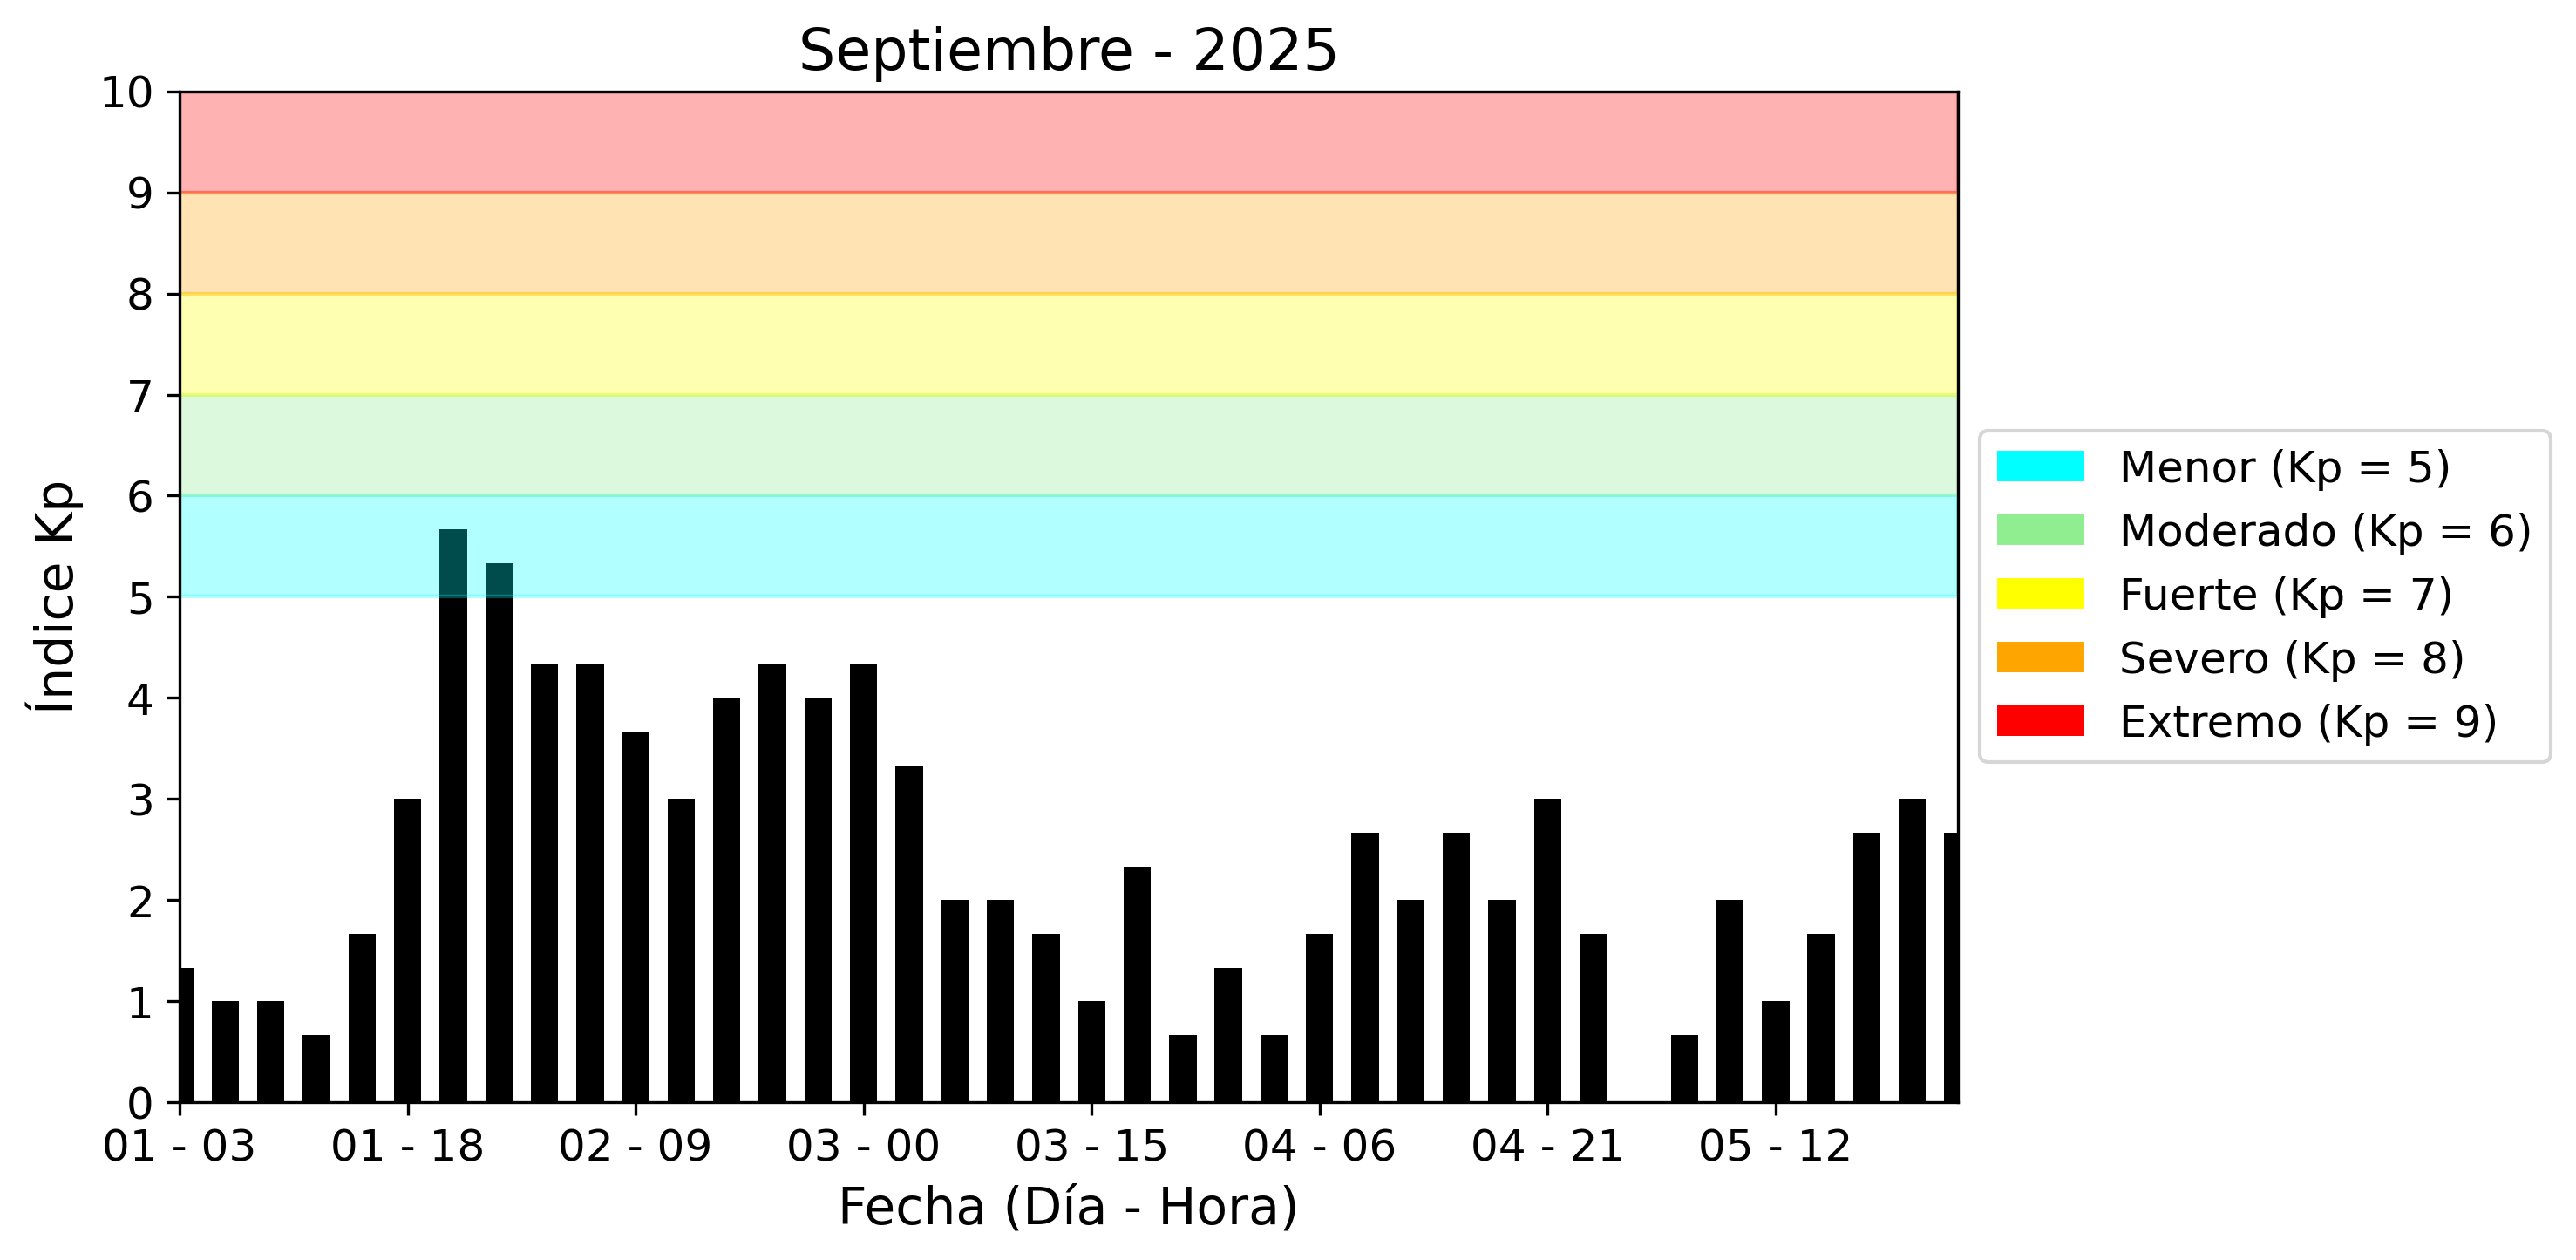 Septiembre - 2025
10
9
8
7
6
5
4
3
2
1
0
Índice Kp
01 - 03
01 - 18
02 - 09
03 - 00
03 - 15
04 - 06
04 - 21
05 - 12
Fecha (Día - Hora)
Menor (Kp = 5)
Moderado (Kp = 6)
Fuerte (Kp = 7)
Severo (Kp = 8)
Extremo (Kp = 9)